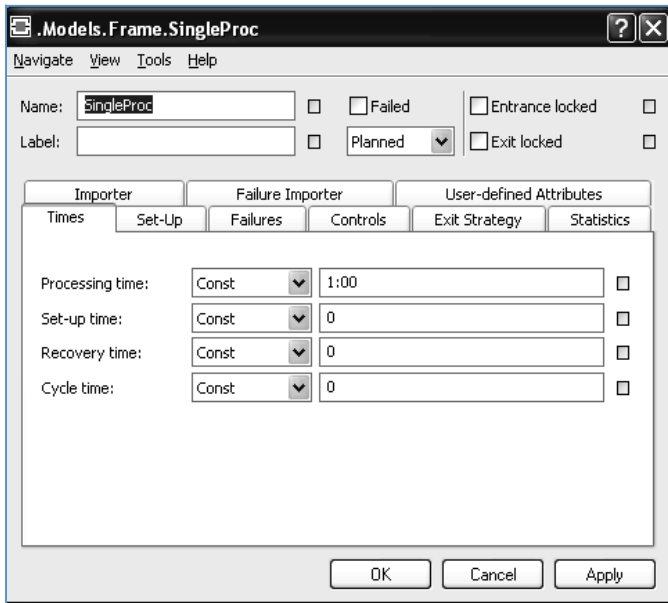 .Models.Frame.SingleProc ?
Navigate View Tools Help
Name: SingleProc Failed Entrance locked
Label: Planned Exit locked
Importer Failure Importer User-defined Attributes
Times Set-Up Failures Controls Exit Strategy Statistics
Processing time: Const 1:00
Set-up time: Const 0
Recovery time: Const 0
Cycle time: Const 0
OK Cancel Apply